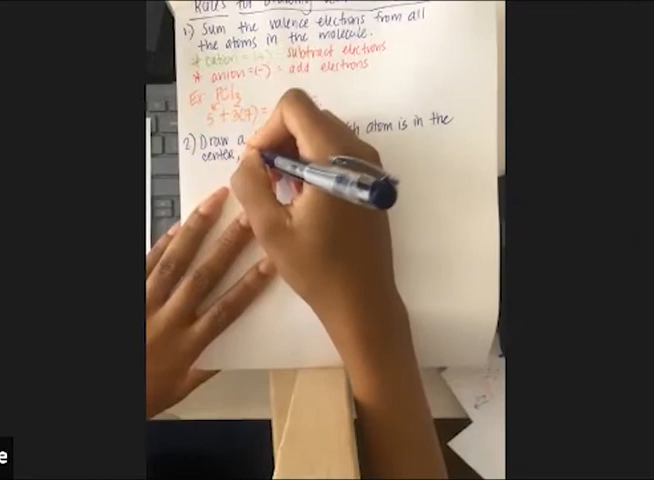 Rules for
1.) Sum the valence electrons from all
the atoms in the molecule.
* cation = (+) = subtract electrons
* anion = (-) = add electrons
Ex: PCl3
5 + 3(7) =
2) Draw a atom is in the
center,
e